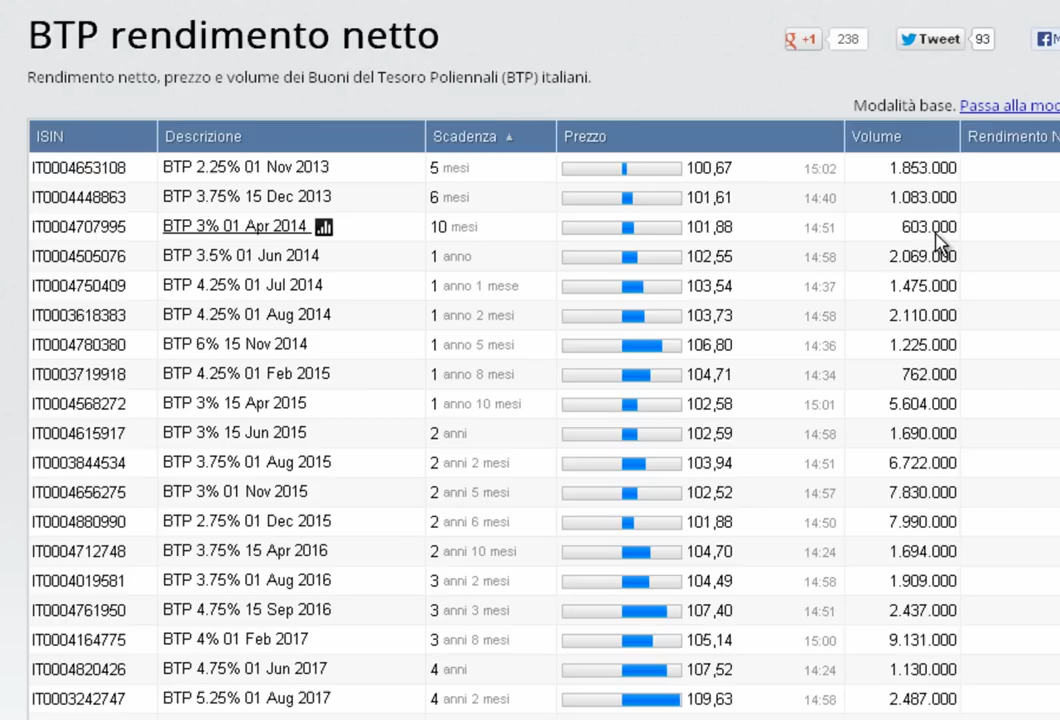 BTP rendimento netto
+1 238 Tweet 93
Rendimento netto, prezzo e volume dei Buoni del Tesoro Poliennali (BTP) italiani.
Modalità base. Passa alla
ISIN Descrizione Scadenza ▲ Prezzo Volume Rendimento
IT0004653108 BTP 2.25% 01 Nov 2013 5 mesi 100,67 15:02 1.853.000
IT0004448863 BTP 3.75% 15 Dec 2013 6 mesi 101,61 14:40 1.083.000
IT0004707995 BTP 3% 01 Apr 2014 10 mesi 101,88 14:51 603.000
IT0004505076 BTP 3.5% 01 Jun 2014 1 anno 102,55 14:58 2.069.000
IT0004750409 BTP 4.25% 01 Jul 2014 1 anno 1 mese 103,54 14:37 1.475.000
IT0003618383 BTP 4.25% 01 Aug 2014 1 anno 2 mesi 103,73 14:58 2.110.000
IT0004780380 BTP 6% 15 Nov 2014 1 anno 5 mesi 106,80 14:36 1.225.000
IT0003719918 BTP 4.25% 01 Feb 2015 1 anno 8 mesi 104,71 14:34 762.000
IT0004568272 BTP 3% 15 Apr 2015 1 anno 10 mesi 102,58 15:01 5.604.000
IT0004615917 BTP 3% 15 Jun 2015 2 anni 102,59 14:58 1.690.000
IT0003844534 BTP 3.75% 01 Aug 2015 2 anni 2 mesi 103,94 14:51 6.722.000
IT0004656275 BTP 3% 01 Nov 2015 2 anni 5 mesi 102,52 14:57 7.830.000
IT0004880990 BTP 2.75% 01 Dec 2015 2 anni 6 mesi 101,88 14:50 7.990.000
IT0004712748 BTP 3.75% 15 Apr 2016 2 anni 10 mesi 104,70 14:24 1.694.000
IT0004019581 BTP 3.75% 01 Aug 2016 3 anni 2 mesi 104,49 14:58 1.909.000
IT0004761950 BTP 4.75% 15 Sep 2016 3 anni 3 mesi 107,40 14:51 2.437.000
IT0004164775 BTP 4% 01 Feb 2017 3 anni 8 mesi 105,14 15:00 9.131.000
IT0004820426 BTP 4.75% 01 Jun 2017 4 anni 107,52 14:24 1.130.000
IT0003242747 BTP 5.25% 01 Aug 2017 4 anni 2 mesi 109,63 14:58 2.487.000